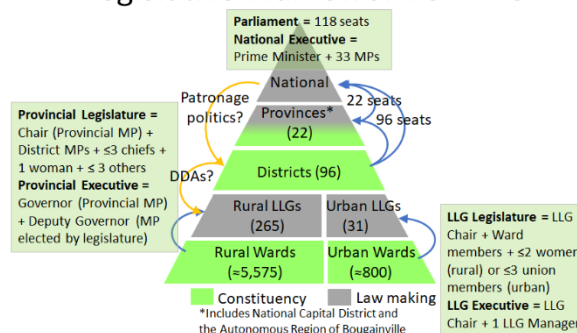 Parliament = 118 seats
National Executive =
Prime Minister + 33 MPs
National
Patronage
politics?
22 seats
96 seats
Provinces*
(22)
Provincial Legislature =
Chair (Provincial MP) +
District MPs + ≤3 chiefs +
1 woman + ≤ 3 others
Provincial Executive =
Governor (Provincial MP)
+ Deputy Governor (MP
elected by legislature)
Districts (96)
DDAs?
Rural LLGs
(265)
Urban LLGs
(31)
Rural Wards
(≈5,575)
Urban Wards
(≈800)
LLG Legislature = LLG
Chair + Ward
members + ≤2 women
(rural) or ≤3 union
members (urban)
LLG Executive = LLG
Chair + 1 LLG Manager
Constituency
Law making
*Includes National Capital District and
the Autonomous Region of Bougainville